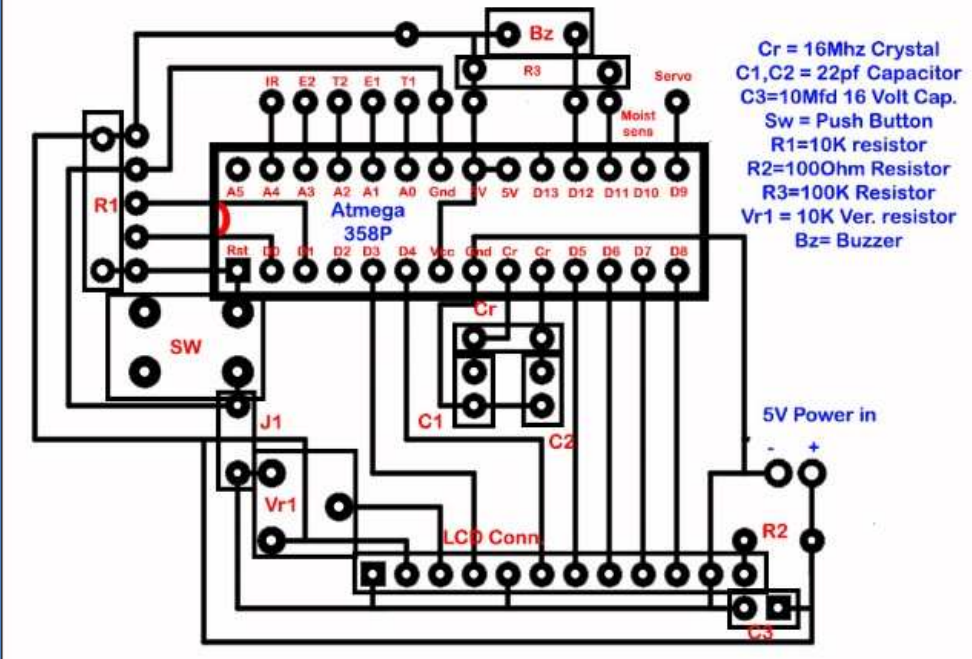 Bz
R3
Servo
IR E2 T2 E1 T1
Moist
sens
A5 A4 A3 A2 A1 A0 Gnd 5V 5V D13 D12 D11 D10 D9
R1
Atmega
358P
Rst D0 D1 D2 D3 D4 Vcc Gnd Cr Cr D5 D6 D7 D8
Cr
SW
C1
C2
J1
Vr1
LCD Conn
R2
C3
5V Power in
- +
Cr = 16Mhz Crystal
C1,C2 = 22pf Capacitor
C3=10Mfd 16 Volt Cap.
Sw = Push Button
R1=10K resistor
R2=100Ohm Resistor
R3=100K Resistor
Vr1 = 10K Ver. resistor
Bz= Buzzer